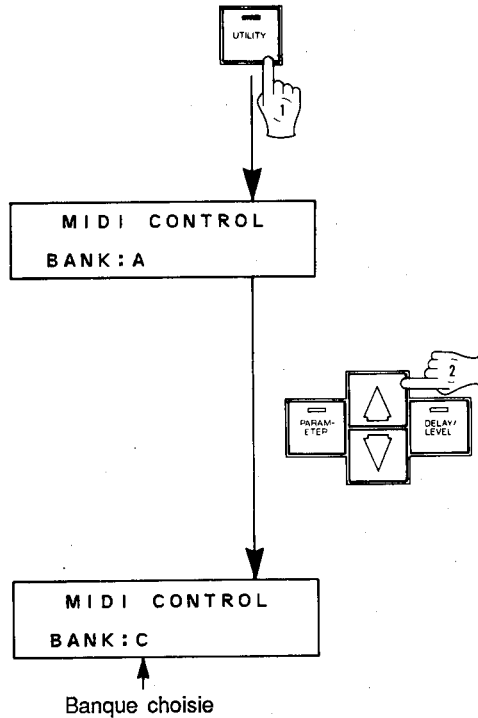 UTILITY
1
MIDI CONTROL
BANK:A
2
PARAM-
ETER
DELAY/
LEVEL
MIDI CONTROL
BANK:C
Banque choisie